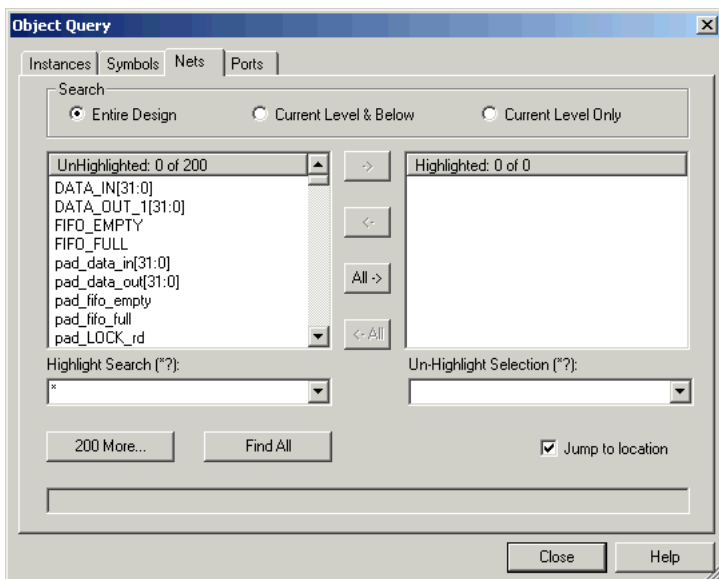 Object Query
Instances Symbols Nets Ports
Search
Entire Design Current Level & Below Current Level Only
UnHighlighted: 0 of 200 -> Highlighted: 0 of 0
DATA_IN[31:0]
DATA_OUT_1[31:0]
FIFO_EMPTY <-
FIFO_FULL
pad_data_in[31:0]
pad_data_out[31:0] All ->
pad_fifo_empty
pad_fifo_full
pad_LOCK_rd <- All
Highlight Search (*?): Un-Highlight Selection (*?):
*
200 More... Find All Jump to location
Close Help